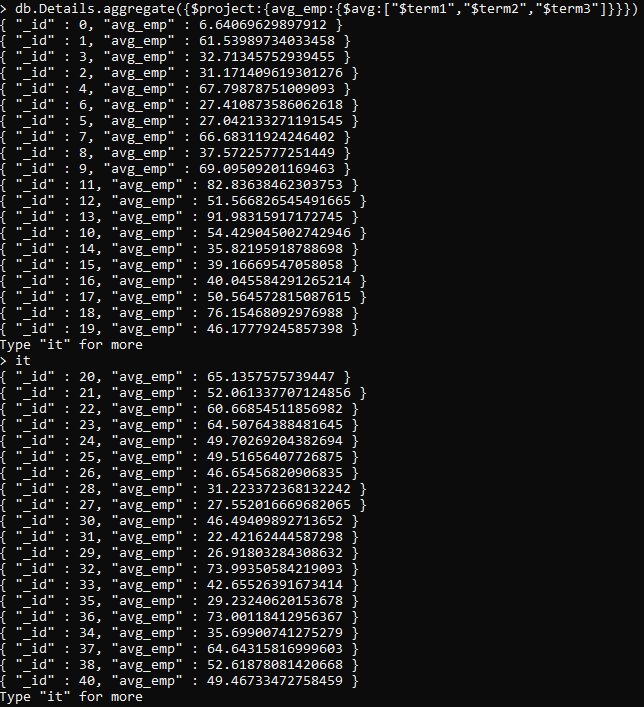 > db.Details.aggregate({$project:{avg_emp:{$avg:["$term1","$term2","$term3"]}}})
{ "_id" : 0, "avg_emp" : 6.64069629897912 }
{ "_id" : 1, "avg_emp" : 61.53989734033458 }
{ "_id" : 3, "avg_emp" : 32.71345752939455 }
{ "_id" : 2, "avg_emp" : 31.171409619301276 }
{ "_id" : 4, "avg_emp" : 67.79878751009093 }
{ "_id" : 6, "avg_emp" : 27.410873586062618 }
{ "_id" : 5, "avg_emp" : 27.042133271191545 }
{ "_id" : 7, "avg_emp" : 66.68311924246402 }
{ "_id" : 8, "avg_emp" : 37.57225777251449 }
{ "_id" : 9, "avg_emp" : 69.09509201169463 }
{ "_id" : 11, "avg_emp" : 82.83638462303753 }
{ "_id" : 12, "avg_emp" : 51.566826545491665 }
{ "_id" : 13, "avg_emp" : 91.98315917172745 }
{ "_id" : 10, "avg_emp" : 54.429045002742946 }
{ "_id" : 14, "avg_emp" : 35.82195918788698 }
{ "_id" : 15, "avg_emp" : 39.16669547058058 }
{ "_id" : 16, "avg_emp" : 40.045584291265214 }
{ "_id" : 17, "avg_emp" : 50.564572815087615 }
{ "_id" : 18, "avg_emp" : 76.15468092976988 }
{ "_id" : 19, "avg_emp" : 46.17779245857398 }
Type "it" for more
> it
{ "_id" : 20, "avg_emp" : 65.1357575739447 }
{ "_id" : 21, "avg_emp" : 52.061337707124856 }
{ "_id" : 22, "avg_emp" : 60.66854511856982 }
{ "_id" : 23, "avg_emp" : 64.50764388481645 }
{ "_id" : 24, "avg_emp" : 49.70269204382694 }
{ "_id" : 25, "avg_emp" : 49.51656407726875 }
{ "_id" : 26, "avg_emp" : 46.65456820906835 }
{ "_id" : 28, "avg_emp" : 31.223372368132242 }
{ "_id" : 27, "avg_emp" : 27.552016669682065 }
{ "_id" : 30, "avg_emp" : 46.49409892713652 }
{ "_id" : 31, "avg_emp" : 22.42162444587298 }
{ "_id" : 29, "avg_emp" : 26.91803284308632 }
{ "_id" : 32, "avg_emp" : 73.99350584219093 }
{ "_id" : 33, "avg_emp" : 42.65526391673414 }
{ "_id" : 35, "avg_emp" : 29.23240620153678 }
{ "_id" : 36, "avg_emp" : 73.00118412956367 }
{ "_id" : 34, "avg_emp" : 35.69900741275279 }
{ "_id" : 37, "avg_emp" : 64.64315816999603 }
{ "_id" : 38, "avg_emp" : 52.61878081420668 }
{ "_id" : 40, "avg_emp" : 49.46733472758459 }
Type "it" for more